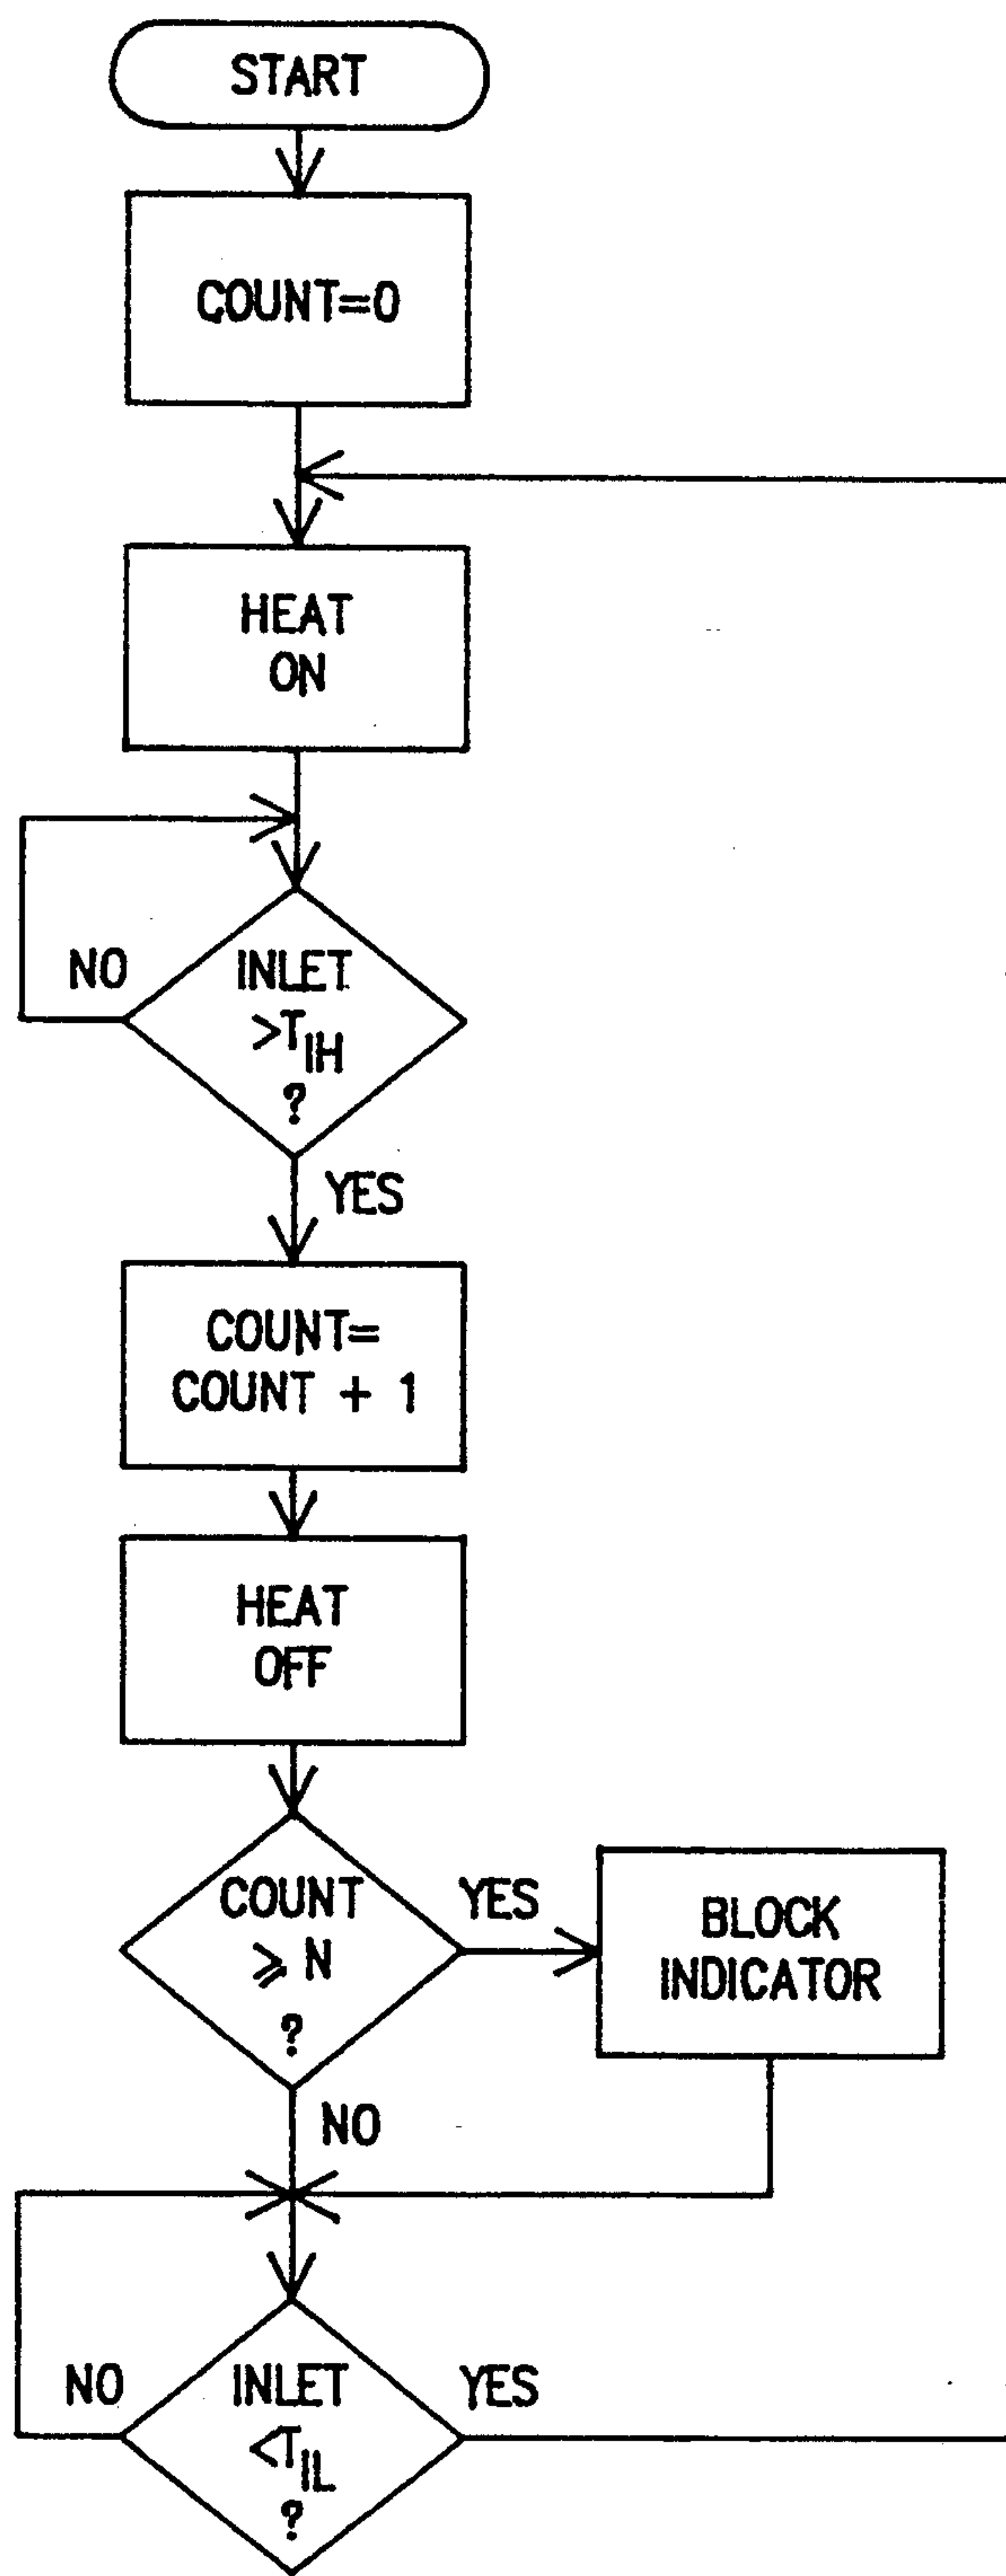 START
COUNT=0
HEAT
ON
NO
INLET
>T_IH
?
YES
COUNT=
COUNT + 1
HEAT
OFF
COUNT
⩾ N
?
YES
BLOCK
INDICATOR
NO
NO
INLET
<T_IL
?
YES